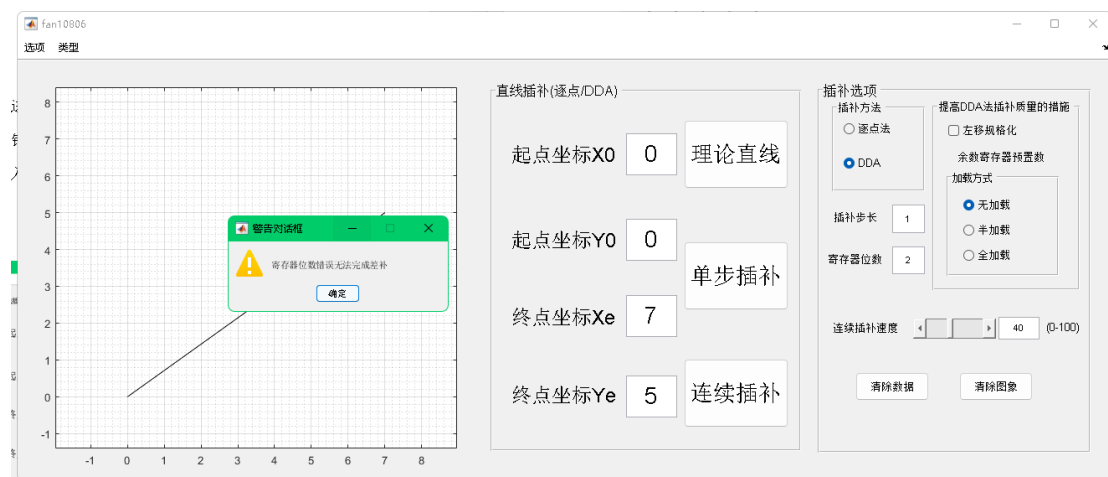 fan10806
选项 类型
8
7
6
5
4
3
2
1
0
-1
-1 0 1 2 3 4 5 6 7 8
警告对话框
寄存器位数错误无法完成差补
确定
直线插补(逐点/DDA)
起点坐标X0 0 理论直线
起点坐标Y0 0
单步插补
终点坐标Xe 7
终点坐标Ye 5 连续插补
插补选项
插补方法
逐点法
DDA
插补步长 1
寄存器位数 2
提高DDA法插补质量的措施
左移规格化
余数寄存器预置数
加载方式
无加载
半加载
全加载
连续插补速度 40 (0-100)
清除数据 清除图象